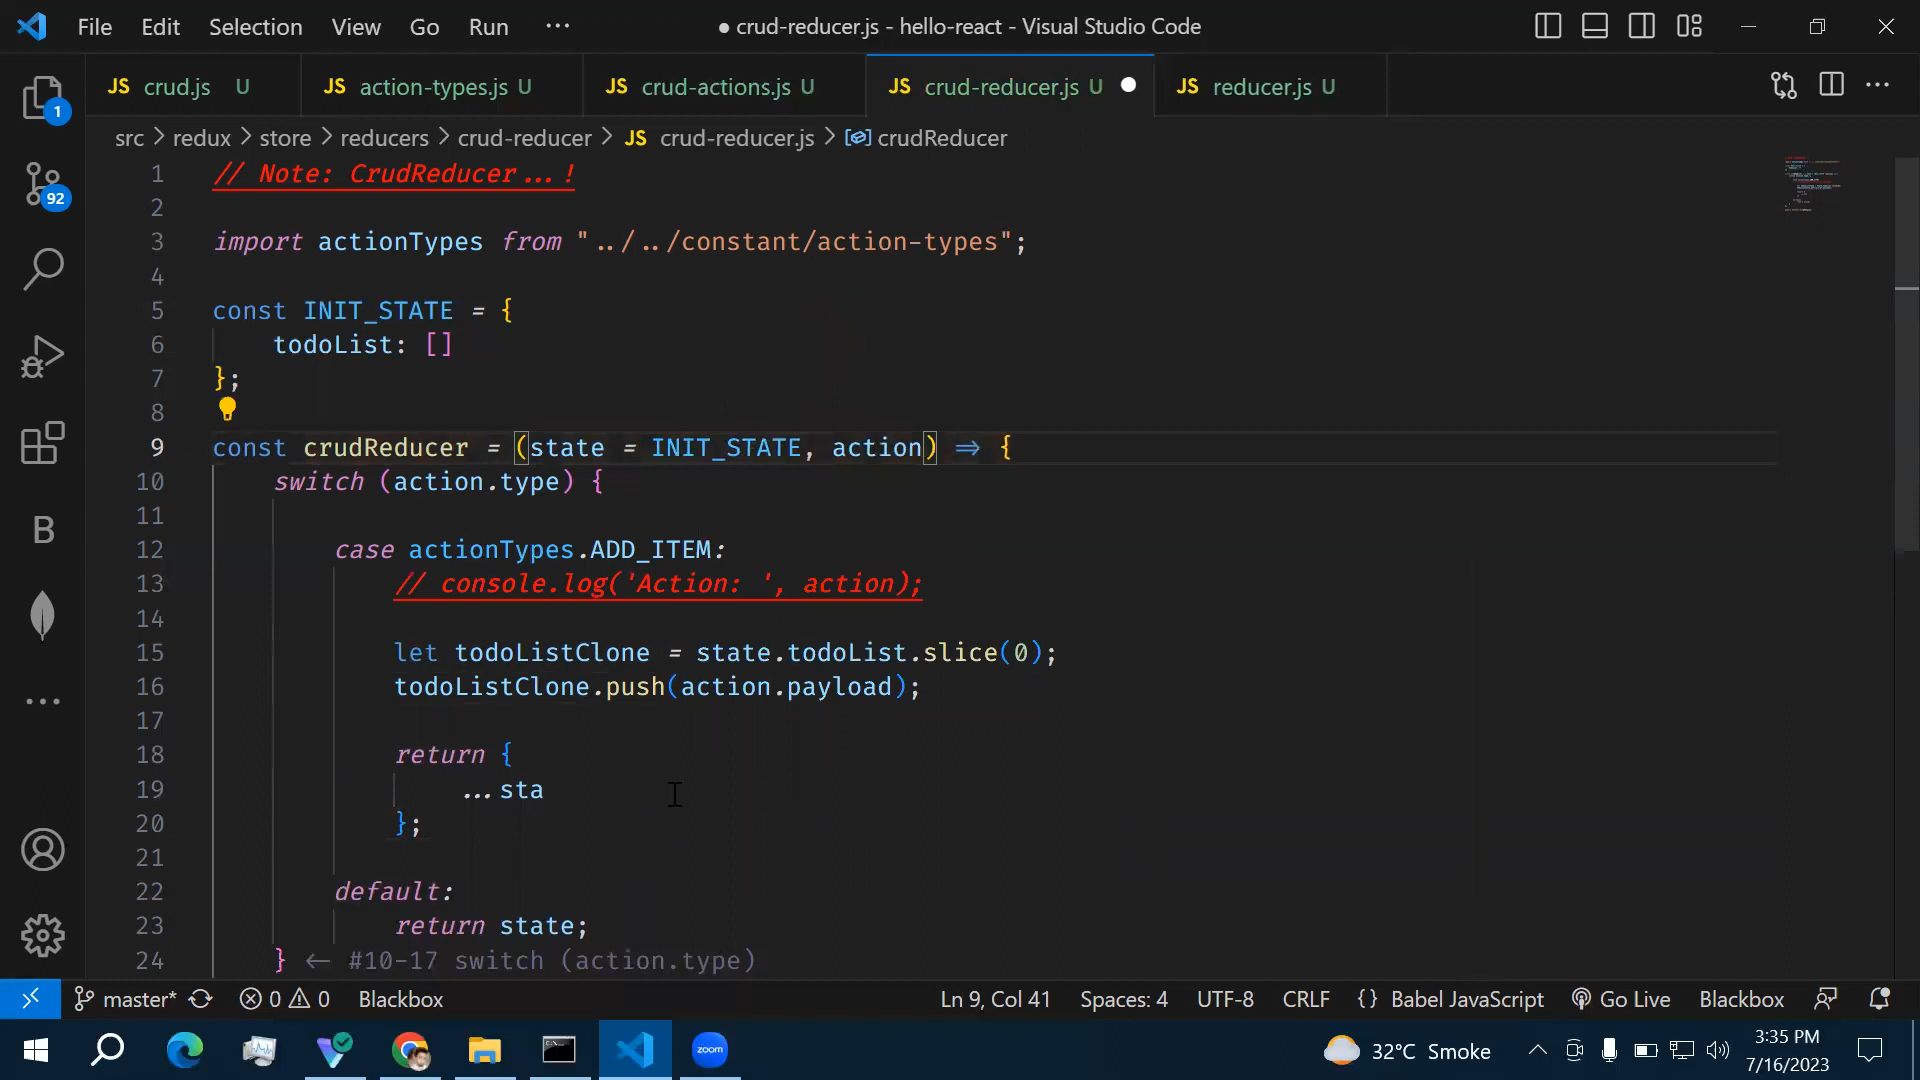 File Edit Selection View Go Run ···
● crud-reducer.js - hello-react - Visual Studio Code
JS crud.js U
JS action-types.js U
JS crud-actions.js U
JS crud-reducer.js U ●
JS reducer.js U
src > redux > store > reducers > crud-reducer > JS crud-reducer.js > crudReducer
1 // Note: CrudReducer...!
2
3 import actionTypes from "../../constant/action-types";
4
5 const INIT_STATE = {
6 todoList: []
7 };
8
9 const crudReducer = (state = INIT_STATE, action) => {
10 switch (action.type) {
11
12 case actionTypes.ADD_ITEM:
13 // console.log('Action: ', action);
14
15 let todoListClone = state.todoList.slice(0);
16 todoListClone.push(action.payload);
17
18 return {
19 ...sta
20 };
21
22 default:
23 return state;
24 } <- #10-17 switch (action.type)
1
92
B
master* 0 0 Blackbox
Ln 9, Col 41 Spaces: 4 UTF-8 CRLF {} Babel JavaScript Go Live Blackbox
zoom
32°C Smoke
3:35 PM
7/16/2023